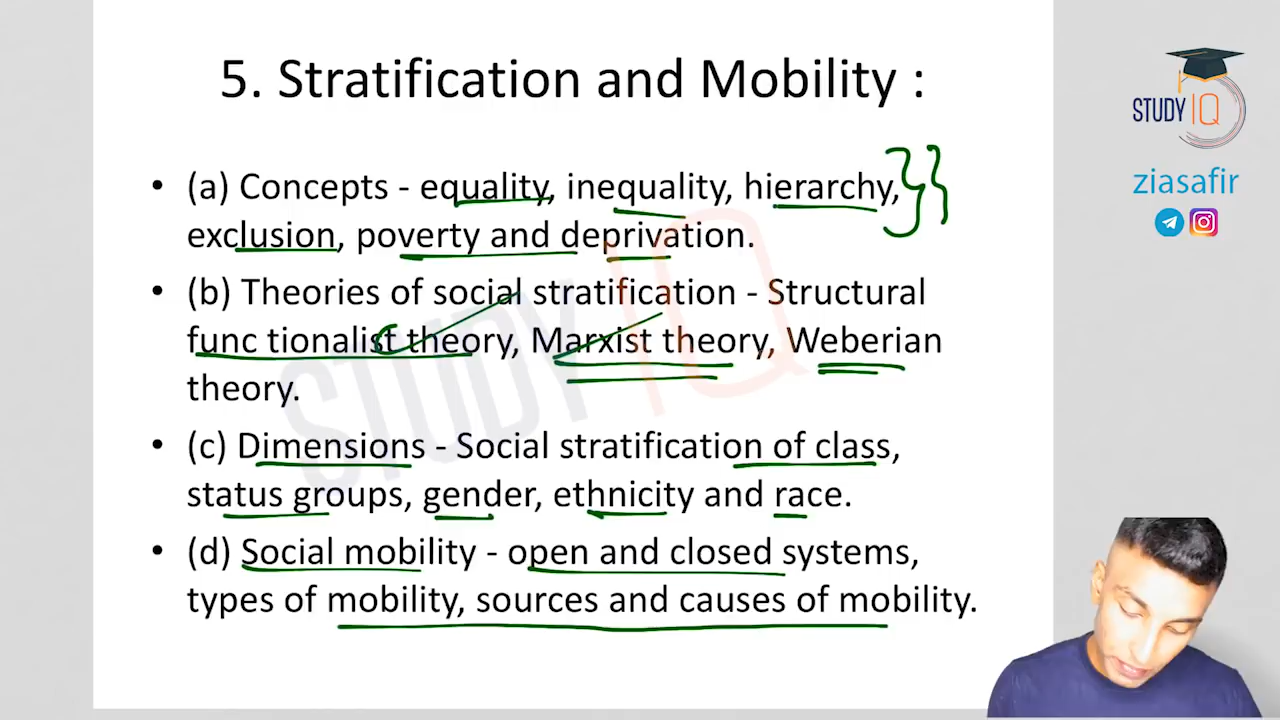 5. Stratification and Mobility :
• (a) Concepts - equality, inequality, hierarchy,
exclusion, poverty and deprivation.
• (b) Theories of social stratification - Structural
func tionalist theory, Marxist theory, Weberian
theory.
• (c) Dimensions - Social stratification of class,
status groups, gender, ethnicity and race.
• (d) Social mobility - open and closed systems,
types of mobility, sources and causes of mobility.
STUDY IQ
STUDY IQ
ziasafir